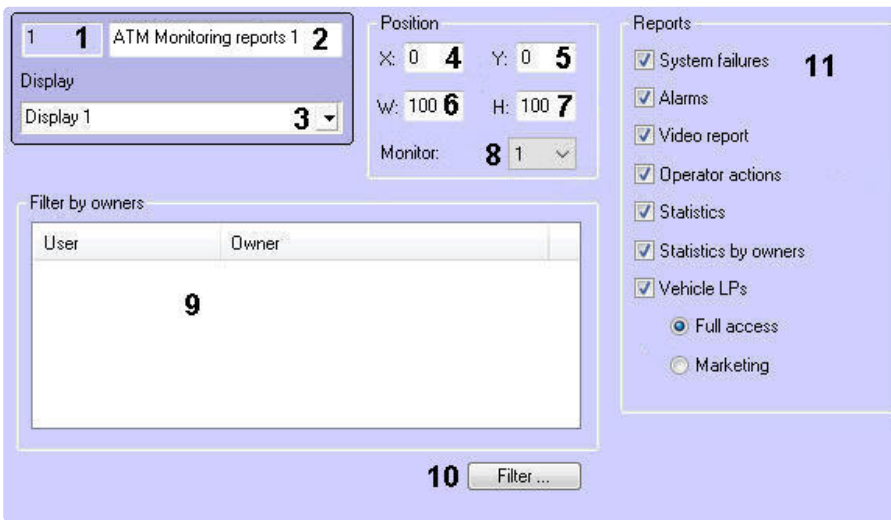 1 1 ATM Monitoring reports 1 2
Display
Display 1 3
Position
X: 0 4 Y: 0 5
W: 100 6 H: 100 7
Monitor: 8 1
Filter by owners
User Owner
9
10 Filter ...
Reports
System failures 11
Alarms
Video report
Operator actions
Statistics
Statistics by owners
Vehicle LPs
Full access
Marketing